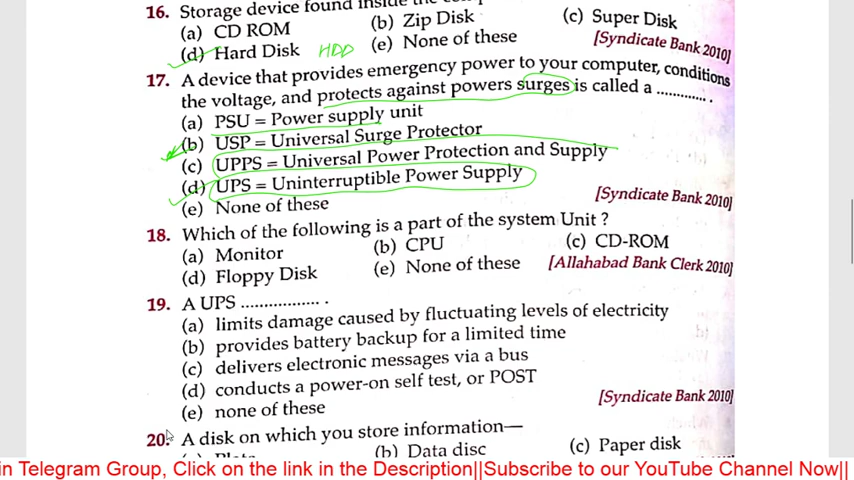 16. Storage device found inside the
(a) CD ROM (b) Zip Disk (c) Super Disk
(d) Hard Disk HDD (e) None of these [Syndicate Bank 2010]
17. A device that provides emergency power to your computer, conditions
the voltage, and protects against powers surges is called a ............ .
(a) PSU = Power supply unit
(b) USP = Universal Surge Protector
(c) UPPS = Universal Power Protection and Supply
(d) UPS = Uninterruptible Power Supply
(e) None of these [Syndicate Bank 2010]
18. Which of the following is a part of the system Unit ?
(a) Monitor (b) CPU (c) CD-ROM
(d) Floppy Disk (e) None of these [Allahabad Bank Clerk 2010]
19. A UPS ................. .
(a) limits damage caused by fluctuating levels of electricity
(b) provides battery backup for a limited time
(c) delivers electronic messages via a bus
(d) conducts a power-on self test, or POST
(e) none of these [Syndicate Bank 2010]
20. A disk on which you store information—
(b) Data disc (c) Paper disk
in Telegram Group, Click on the link in the Description||Subscribe to our YouTube Channel Now||